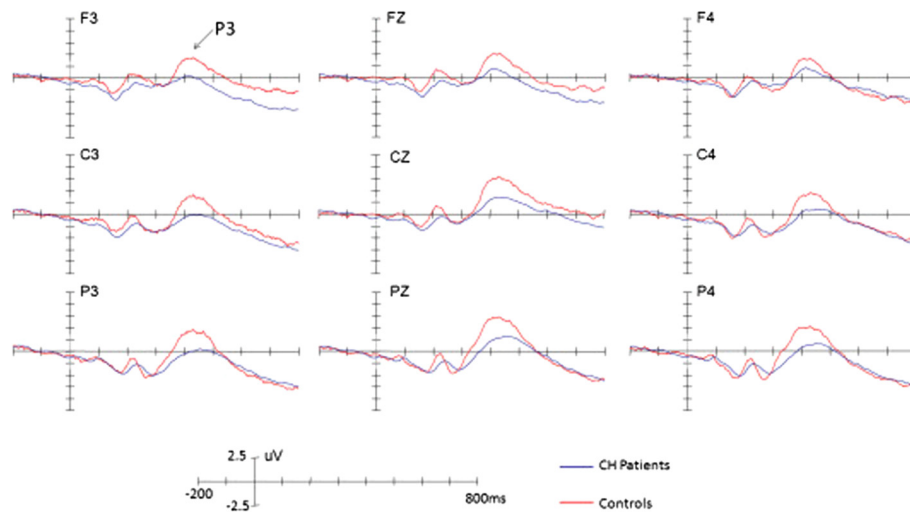 F3
P3
FZ
F4
C3
CZ
C4
P3
PZ
P4
2.5
uV
-200
800ms
-2.5
CH Patients
Controls